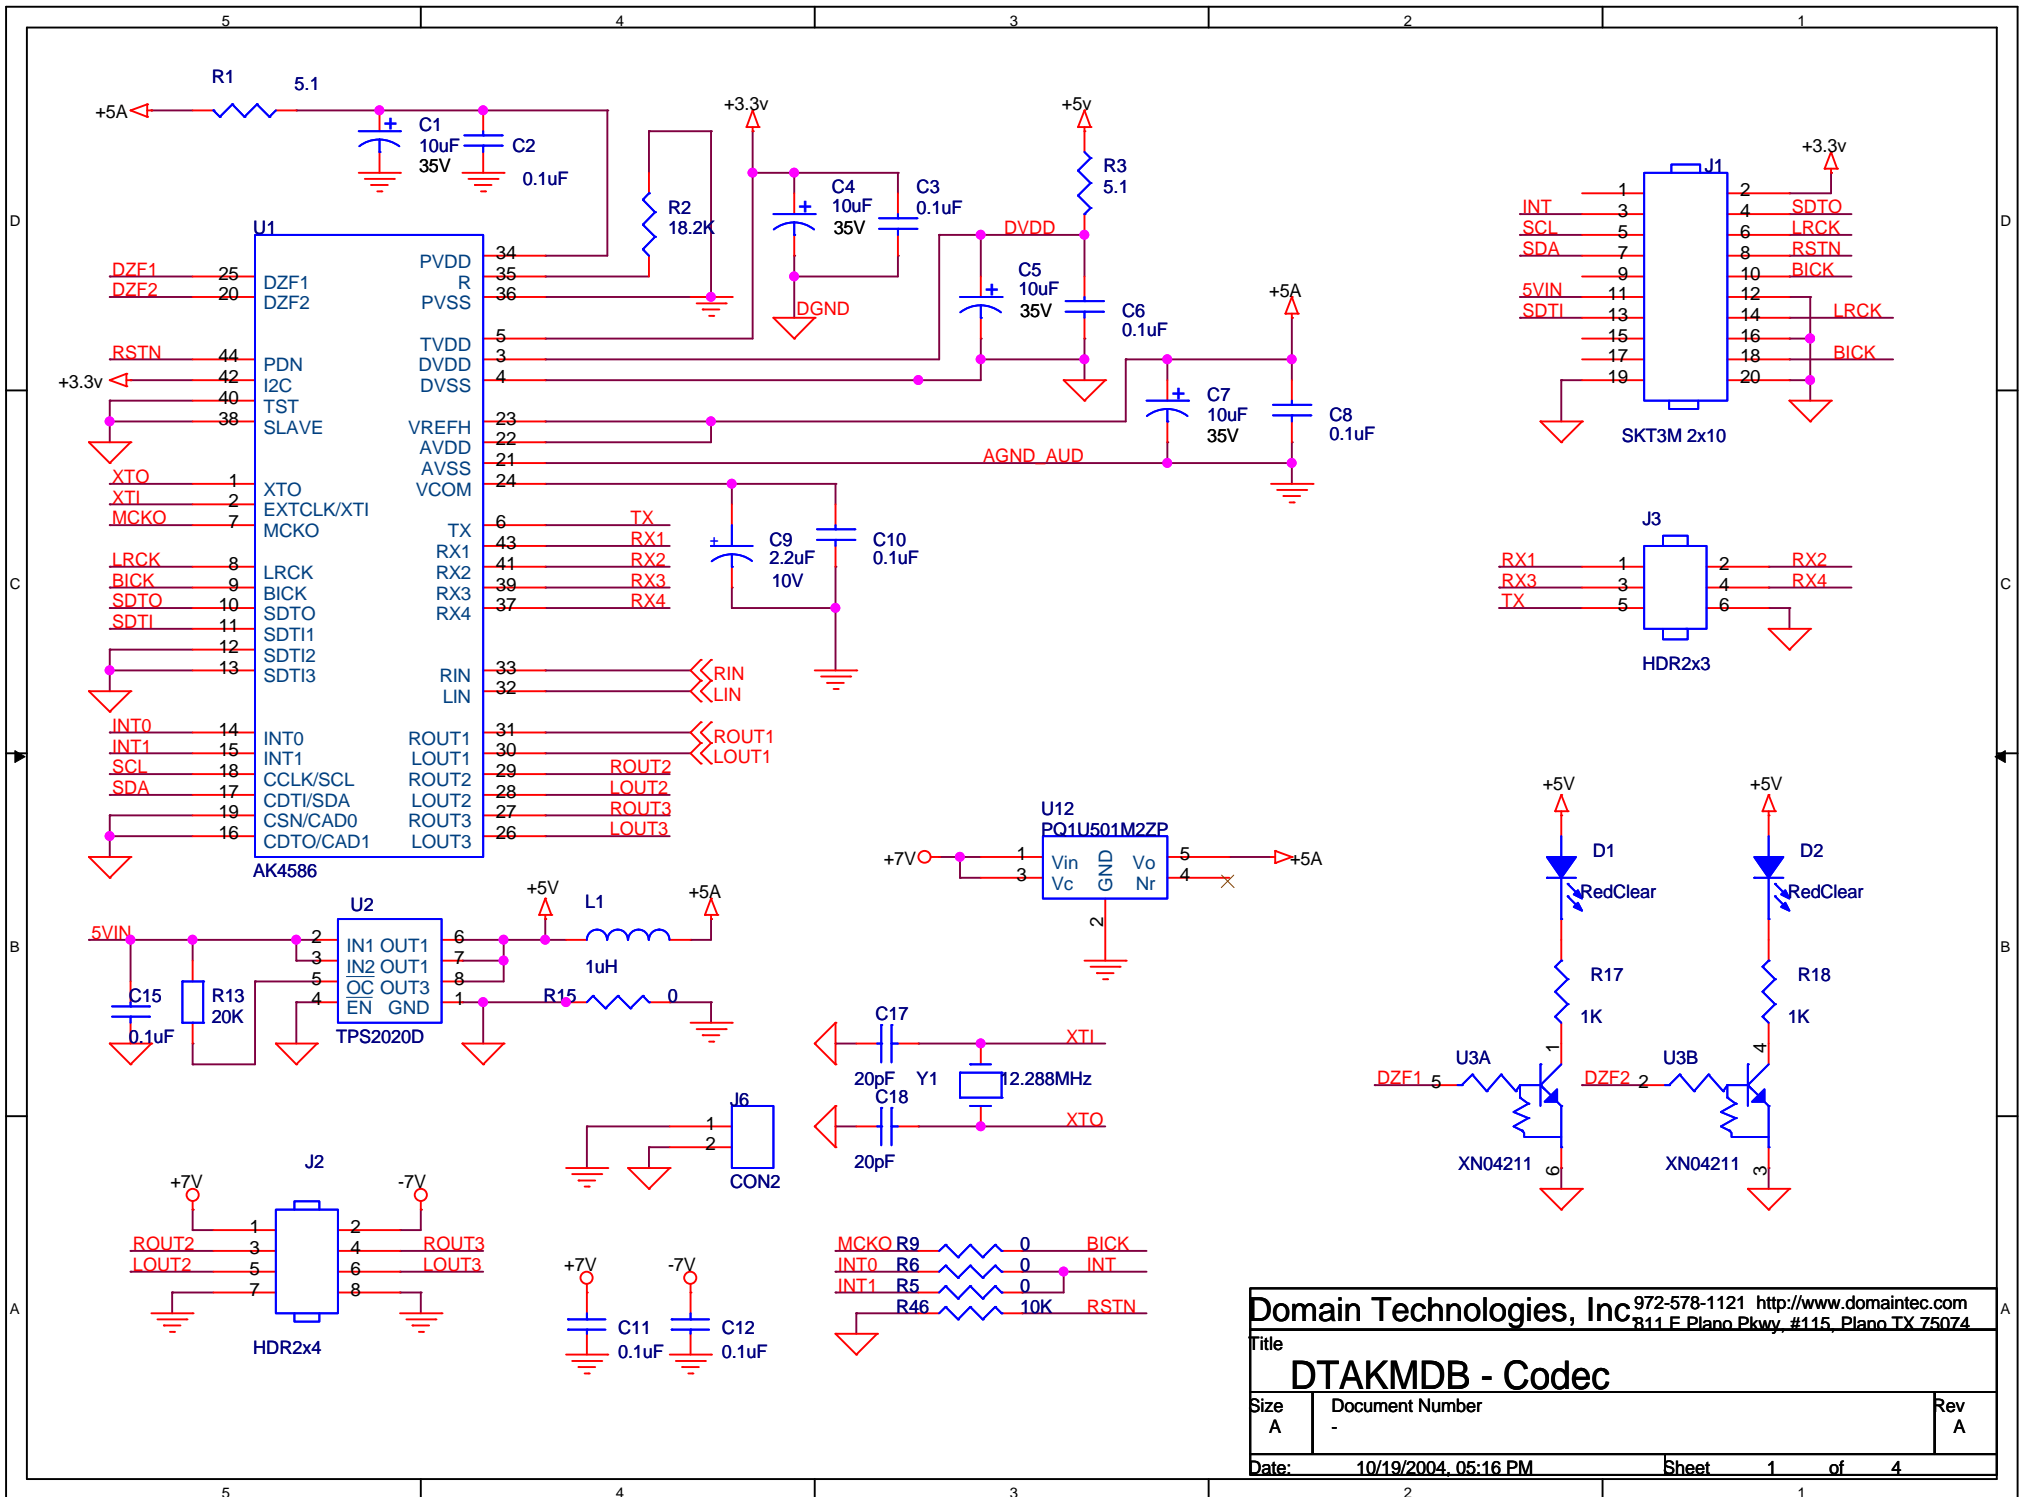 5 4 3 2 1
D
C
B
A
D
C
B
A
R1
5.1
+5A
C1
10uF
35V
C2
0.1uF
R2
18.2K
+3.3v
C4
10uF
35V
C3
0.1uF
DGND
+5v
R3
5.1
DVDD
C5
10uF
35V
C6
0.1uF
+5A
C7
10uF
35V
C8
0.1uF
AGND_AUD
C9
2.2uF
10V
C10
0.1uF
U1
DZF1 25 DZF1
DZF2 20 DZF2
RSTN 44 PDN
+3.3v 42 I2C
40 TST
38 SLAVE
XTO 1 XTO
XTI 2 EXTCLK/XTI
MCKO 7 MCKO
LRCK 8 LRCK
BICK 9 BICK
SDTO 10 SDTO
SDTI 11 SDTI1
12 SDTI2
13 SDTI3
INT0 14 INT0
INT1 15 INT1
SCL 18 CCLK/SCL
SDA 17 CDTI/SDA
19 CSN/CAD0
16 CDTO/CAD1
PVDD 34
R 35
PVSS 36
TVDD 5
DVDD 3
DVSS 4
VREFH 23
AVDD 22
AVSS 21
VCOM 24
TX 6 TX
RX1 43 RX1
RX2 41 RX2
RX3 39 RX3
RX4 37 RX4
RIN 33 RIN
LIN 32 LIN
ROUT1 31 ROUT1
LOUT1 30 LOUT1
ROUT2 29 ROUT2
LOUT2 28 LOUT2
ROUT3 27 ROUT3
LOUT3 26 LOUT3
AK4586
J1
+3.3v
1 2
INT 3 4 SDTO
SCL 5 6 LRCK
SDA 7 8 RSTN
9 10 BICK
5VIN 11 12
SDTI 13 14 LRCK
15 16
17 18 BICK
19 20
SKT3M 2x10
J3
RX1 1 2 RX2
RX3 3 4 RX4
TX 5 6
HDR2x3
U12
PQ1U501M2ZP
+7V 1 Vin Vo 5 +5A
3 Vc GND Nr 4
2
+5V
D1
RedClear
R17
1K
U3A
DZF1 5
1
6
XN04211
+5V
D2
RedClear
R18
1K
U3B
DZF2 2
4
3
XN04211
5VIN
C15
0.1uF
R13
20K
U2
2 IN1 OUT1 6
3 IN2 OUT1 7
5 OC OUT3 8
4 EN GND 1
TPS2020D
+5V
L1
1uH
+5A
R15 0
C17
20pF
XTI
Y1 12.288MHz
C18
20pF
XTO
J6
1
2
CON2
J2
+7V -7V
1 2
ROUT2 3 4 ROUT3
LOUT2 5 6 LOUT3
7 8
HDR2x4
+7V
C11
0.1uF
-7V
C12
0.1uF
MCKO R9 0 BICK
INT0 R6 0 INT
INT1 R5 0
R46 10K RSTN
Domain Technologies, Inc.
972-578-1121 http://www.domaintec.com
811 E Plano Pkwy, #115, Plano TX 75074
Title
DTAKMDB - Codec
Size
A
Document Number
-
Rev
A
Date: 10/19/2004, 05:16 PM Sheet 1 of 4
5 4 3 2 1